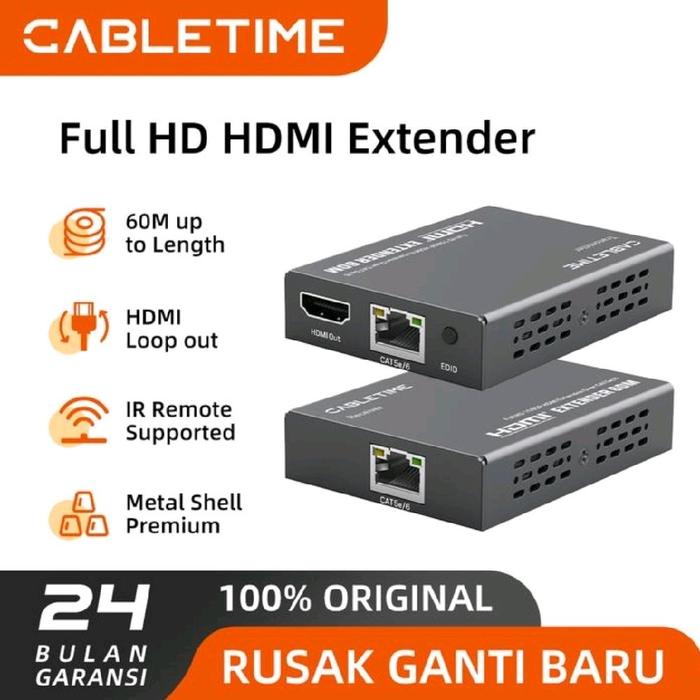 CABLETIME
Full HD HDMI Extender
60M up
to Length
HDMI
Loop out
IR Remote
Supported
Metal Shell
Premium
HDMI EXTENDER 60M
CABLETIME
Transmitter
HDMI Out
CAT5e/6
EDID
CABLETIME
Receiver
HDMI EXTENDER 60M
CAT5e/6
24
BULAN
GARANSI
100% ORIGINAL
RUSAK GANTI BARU